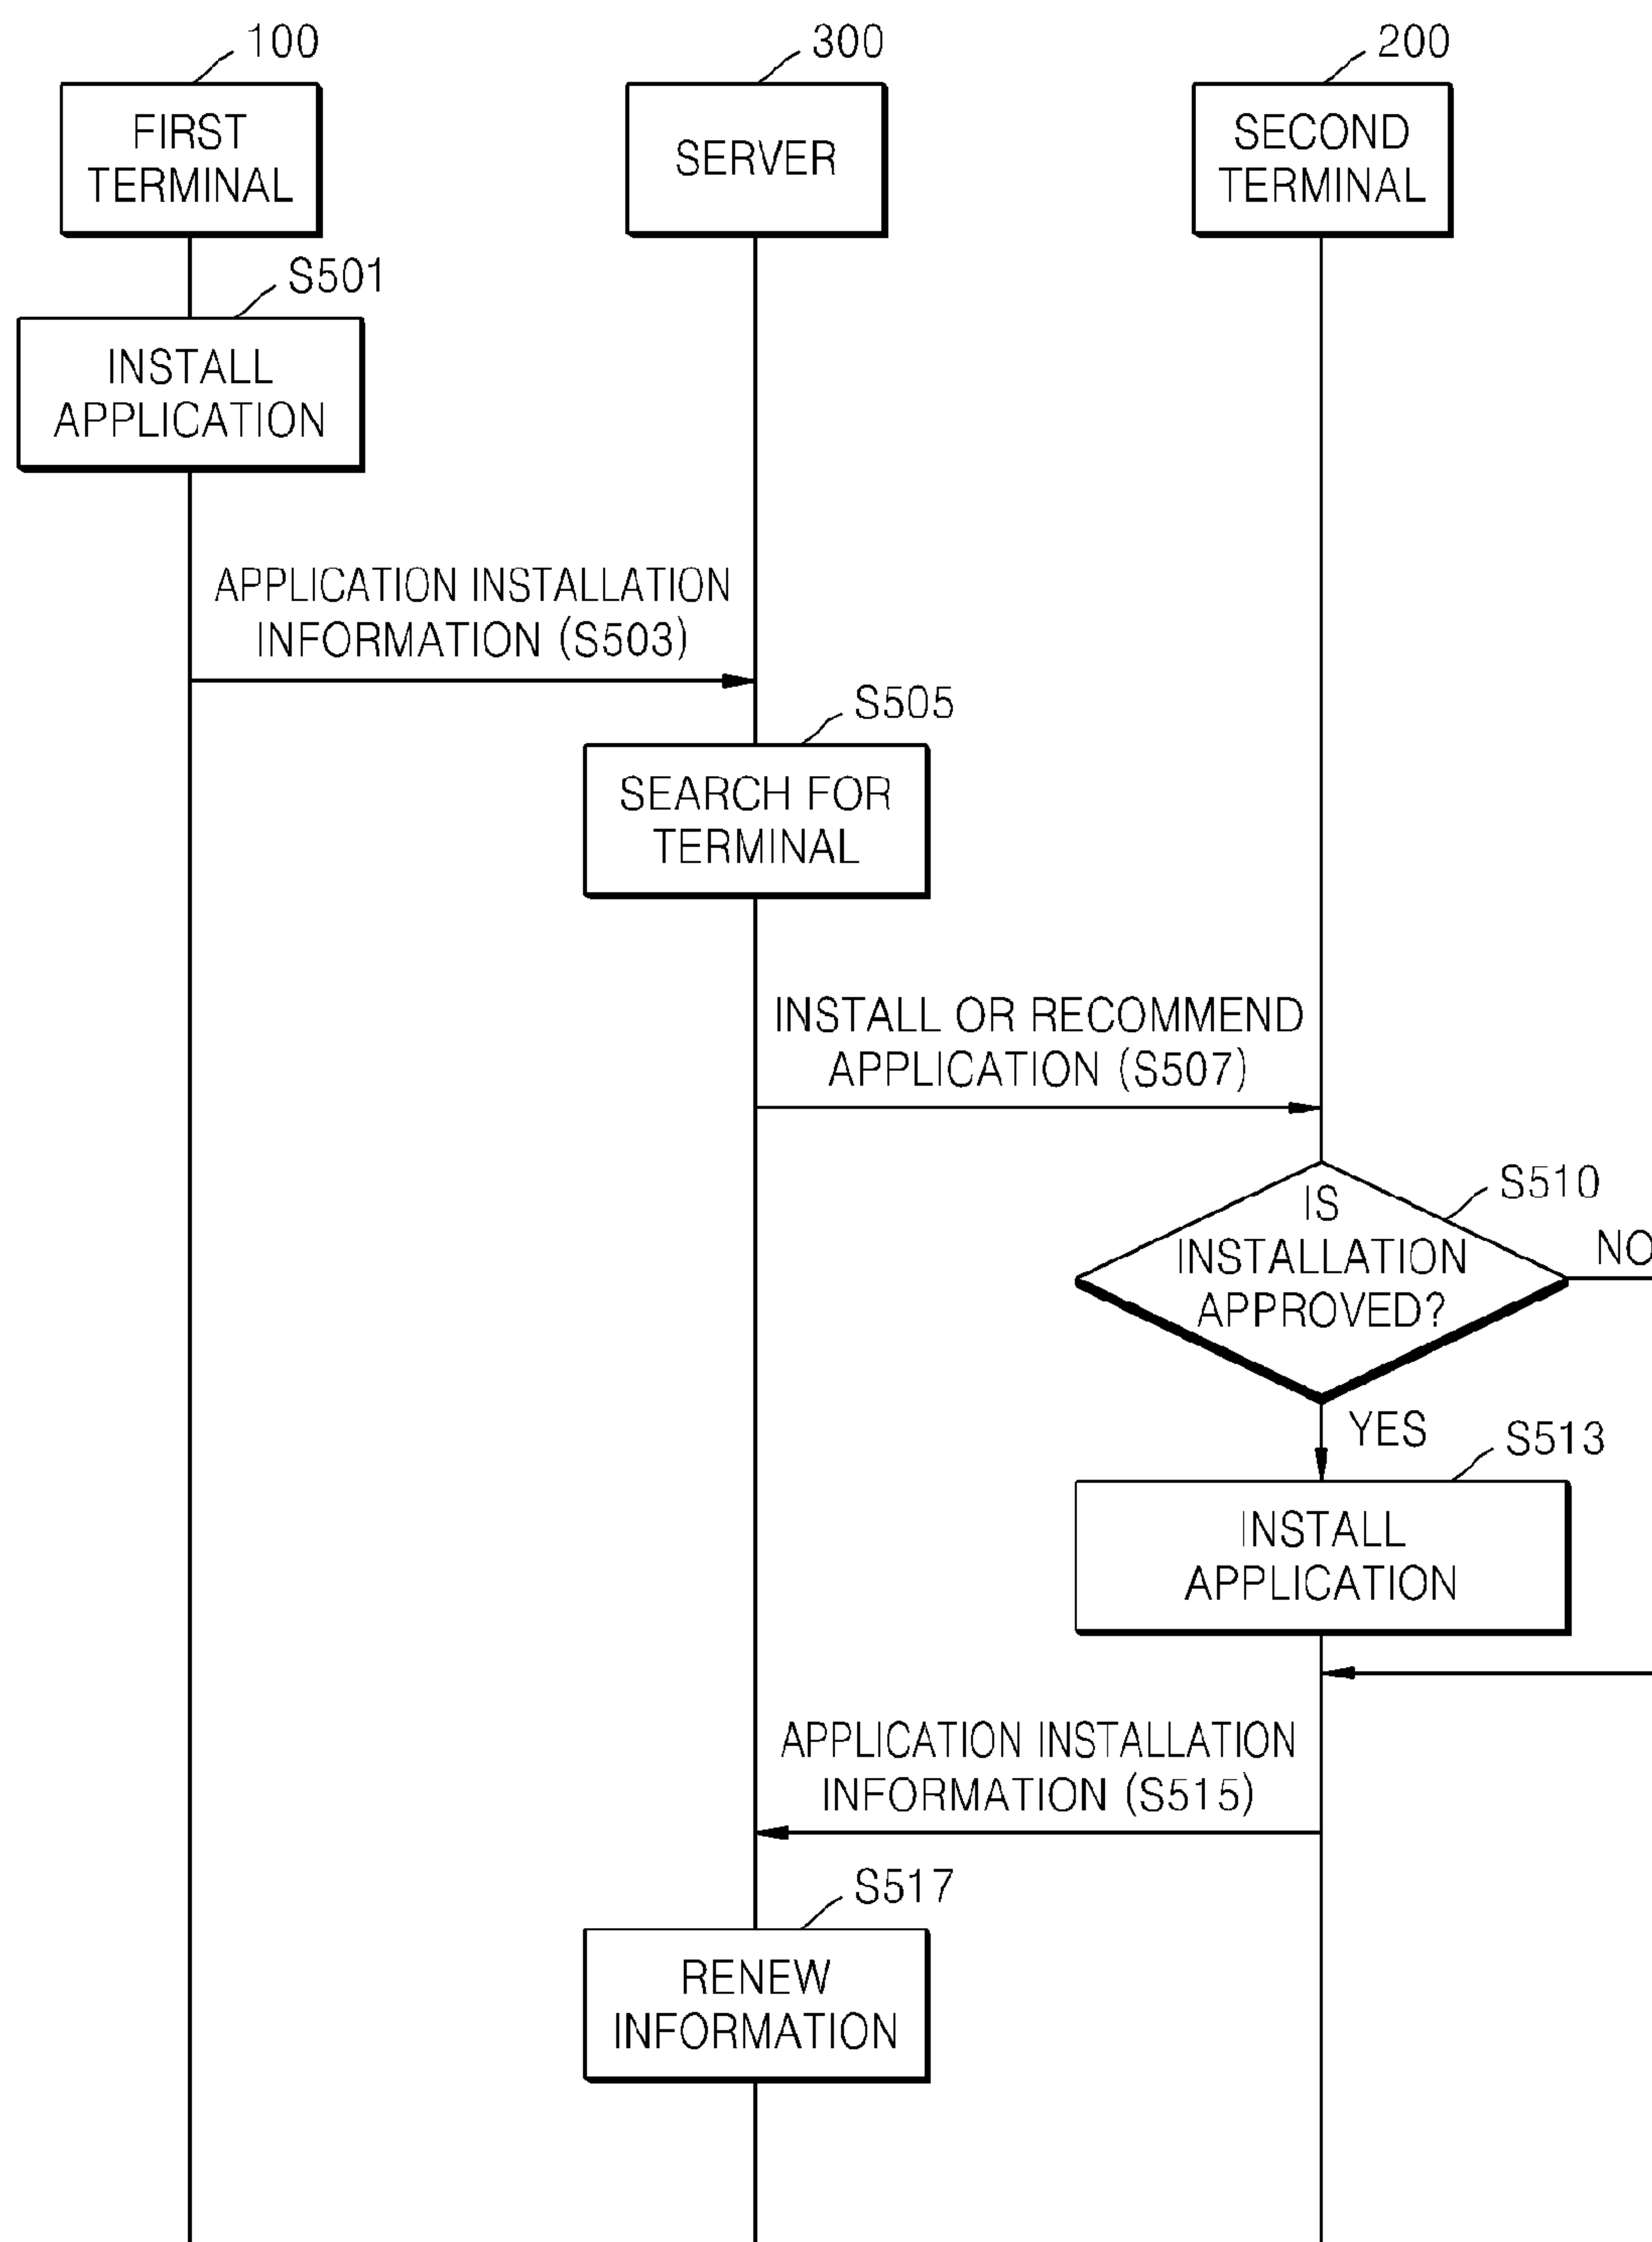 100
300
200
FIRST
TERMINAL
SERVER
SECOND
TERMINAL
S501
INSTALL
APPLICATION
APPLICATION INSTALLATION
INFORMATION (S503)
S505
SEARCH FOR
TERMINAL
INSTALL OR RECOMMEND
APPLICATION (S507)
S510
IS
INSTALLATION
APPROVED?
NO
YES
S513
INSTALL
APPLICATION
APPLICATION INSTALLATION
INFORMATION (S515)
S517
RENEW
INFORMATION